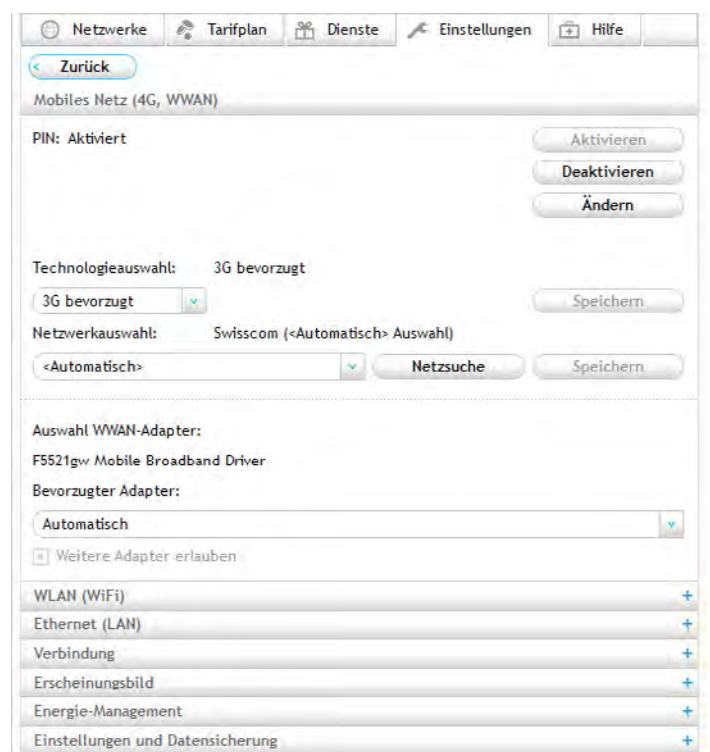 Netzwerke Tarifplan Dienste Einstellungen Hilfe
< Zurück
Mobiles Netz (4G, WWAN)
PIN: Aktiviert Aktivieren
Deaktivieren
Ändern
Technologieauswahl: 3G bevorzugt
3G bevorzugt Speichern
Netzwerkauswahl: Swisscom (<Automatisch> Auswahl)
<Automatisch> Netzsuche Speichern
Auswahl WWAN-Adapter:
F5521gw Mobile Broadband Driver
Bevorzugter Adapter:
Automatisch
Weitere Adapter erlauben
WLAN (WiFi) +
Ethernet (LAN) +
Verbindung +
Erscheinungsbild +
Energie-Management +
Einstellungen und Datensicherung +